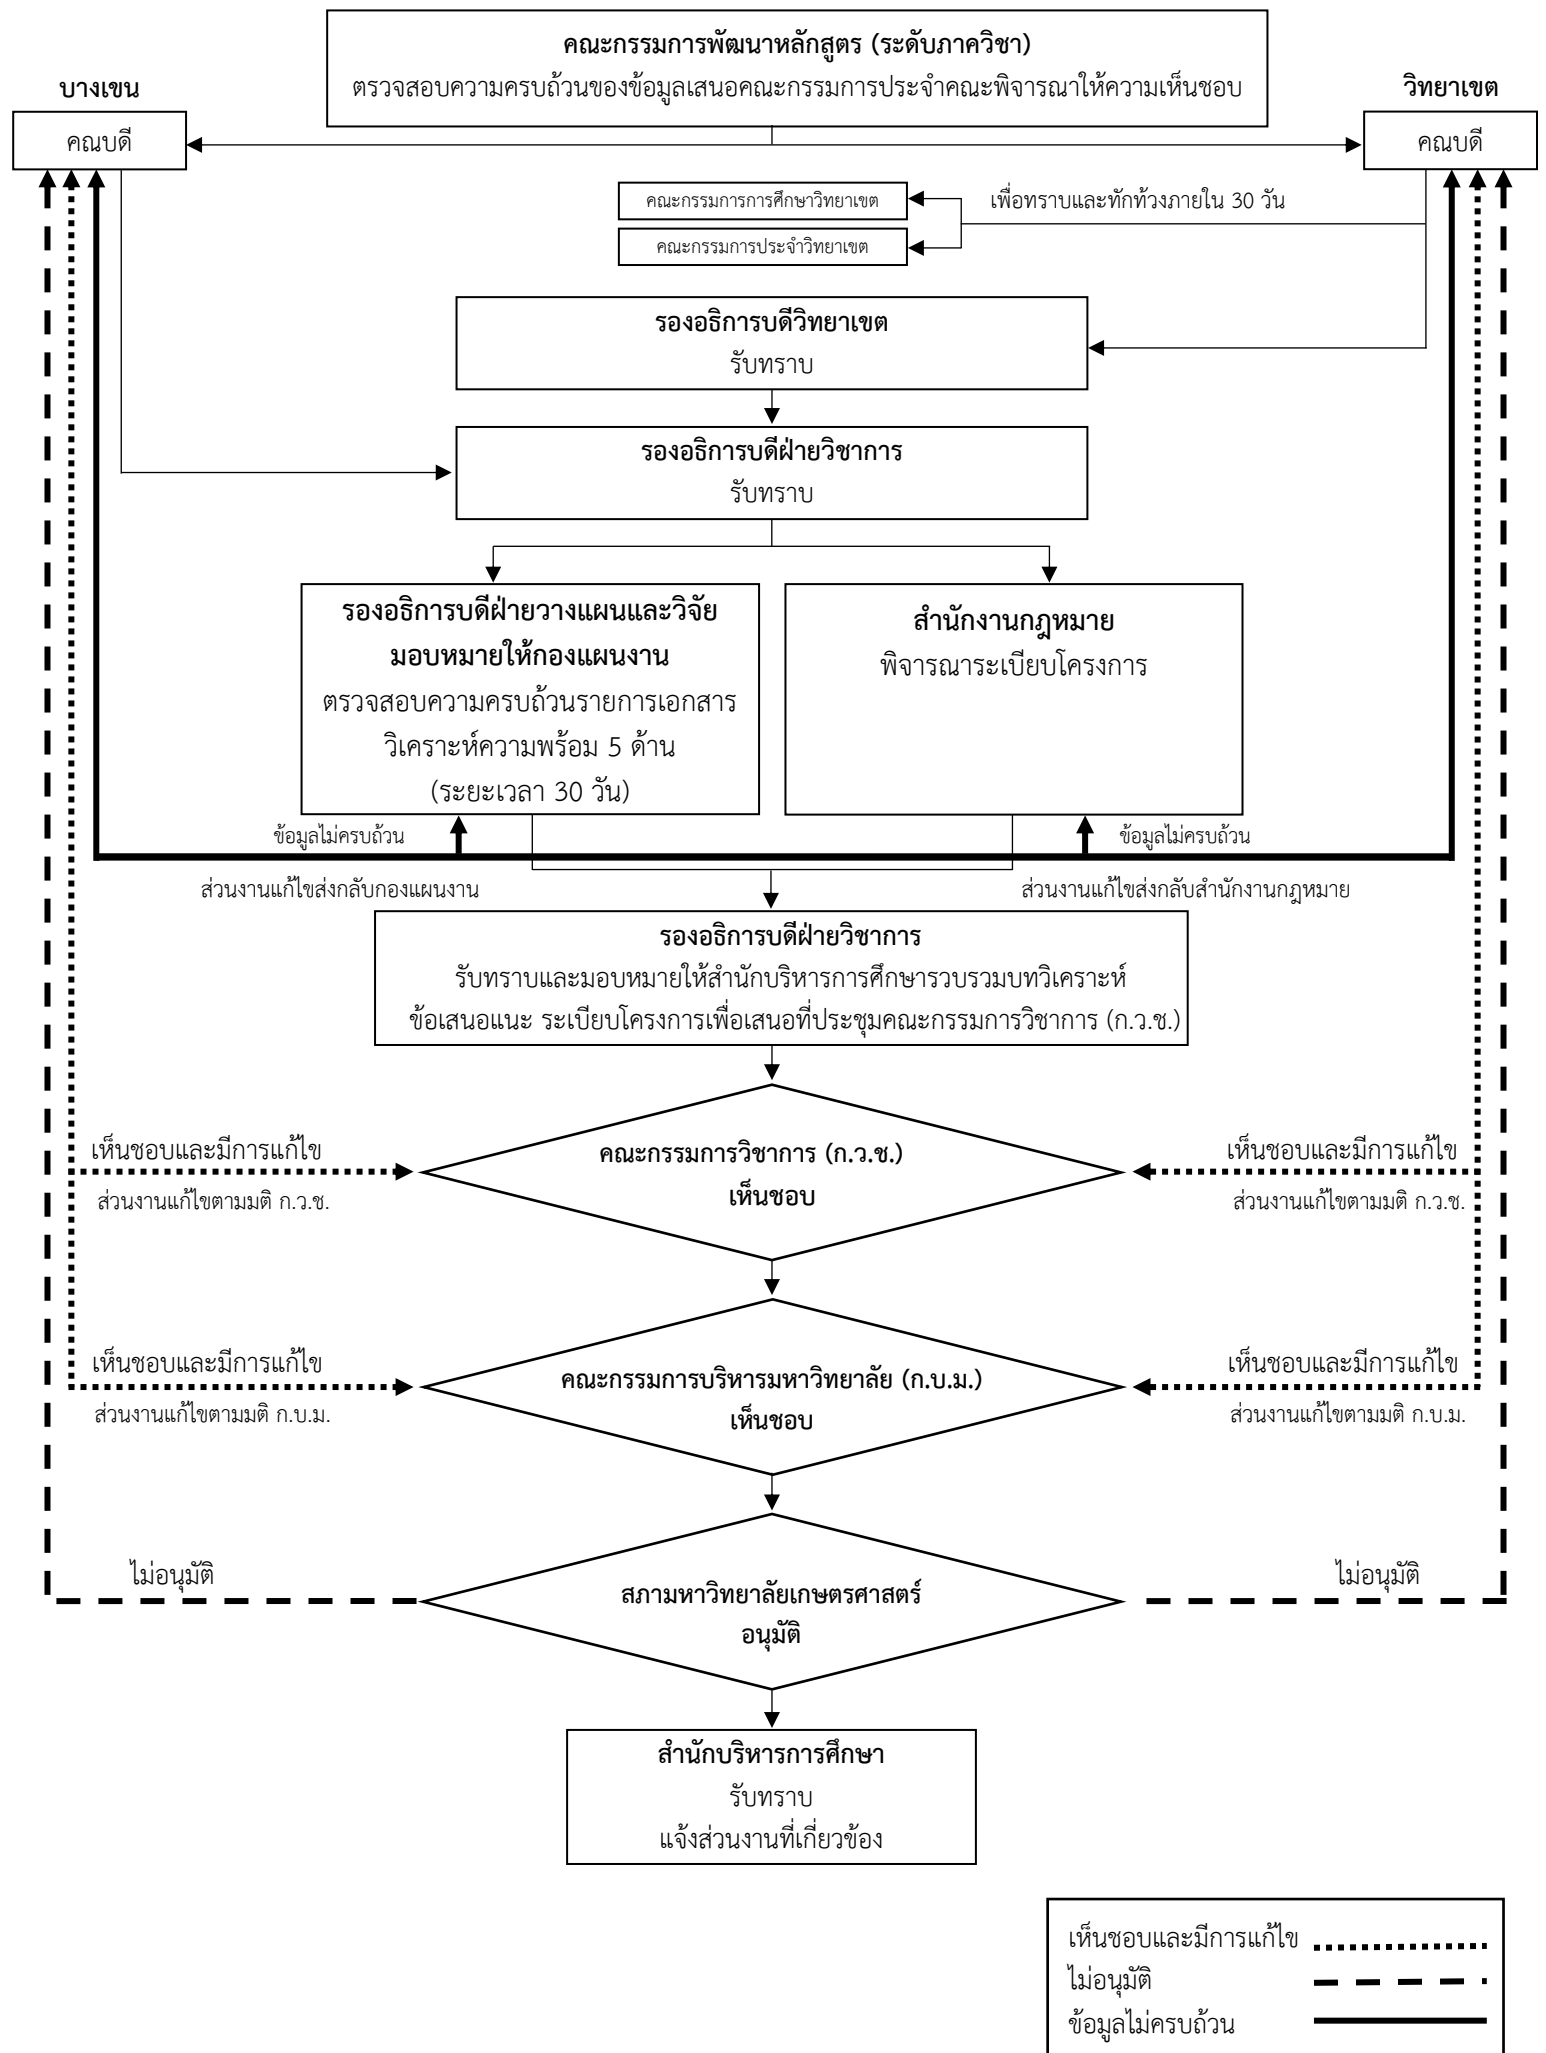 คณะกรรมการพัฒนาหลักสูตร (ระดับภาควิชา)
ตรวจสอบความครบถ้วนของข้อมูลเสนอคณะกรรมการประจำคณะพิจารณาให้ความเห็นชอบ
บางเขน
วิทยาเขต
คณบดี
คณบดี
คณะกรรมการการศึกษาวิทยาเขต
เพื่อทราบและทักท้วงภายใน 30 วัน
คณะกรรมการประจำวิทยาเขต
รองอธิการบดีวิทยาเขต
รับทราบ
รองอธิการบดีฝ่ายวิชาการ
รับทราบ
รองอธิการบดีฝ่ายวางแผนและวิจัย
มอบหมายให้กองแผนงาน
ตรวจสอบความครบถ้วนรายการเอกสาร
วิเคราะห์ความพร้อม 5 ด้าน
(ระยะเวลา 30 วัน)
สำนักงานกฎหมาย
พิจารณาระเบียบโครงการ
ข้อมูลไม่ครบถ้วน
ข้อมูลไม่ครบถ้วน
ส่วนงานแก้ไขส่งกลับกองแผนงาน
ส่วนงานแก้ไขส่งกลับสำนักงานกฎหมาย
รองอธิการบดีฝ่ายวิชาการ
รับทราบและมอบหมายให้สำนักบริหารการศึกษารวบรวมบทวิเคราะห์
ข้อเสนอแนะ ระเบียบโครงการเพื่อเสนอที่ประชุมคณะกรรมการวิชาการ (ก.ว.ช.)
เห็นชอบและมีการแก้ไข
ส่วนงานแก้ไขตามมติ ก.ว.ช.
คณะกรรมการวิชาการ (ก.ว.ช.)
เห็นชอบ
เห็นชอบและมีการแก้ไข
ส่วนงานแก้ไขตามมติ ก.ว.ช.
เห็นชอบและมีการแก้ไข
ส่วนงานแก้ไขตามมติ ก.บ.ม.
คณะกรรมการบริหารมหาวิทยาลัย (ก.บ.ม.)
เห็นชอบ
เห็นชอบและมีการแก้ไข
ส่วนงานแก้ไขตามมติ ก.บ.ม.
ไม่อนุมัติ
สภามหาวิทยาลัยเกษตรศาสตร์
อนุมัติ
ไม่อนุมัติ
สำนักบริหารการศึกษา
รับทราบ
แจ้งส่วนงานที่เกี่ยวข้อง
เห็นชอบและมีการแก้ไข
ไม่อนุมัติ
ข้อมูลไม่ครบถ้วน